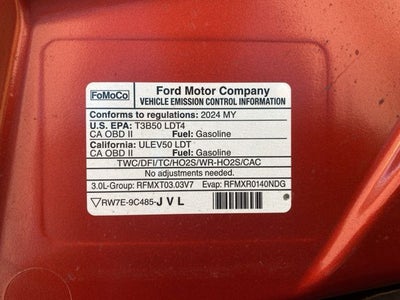 FoMoCo Ford Motor Company
VEHICLE EMISSION CONTROL INFORMATION
Conforms to regulations: 2024 MY
U.S. EPA: T3B50 LDT4
CA OBD II Fuel: Gasoline
California: ULEV50 LDT
CA OBD II Fuel: Gasoline
TWC/DFI/TC/HO2S/WR-HO2S/CAC
No adjustments needed.
3.0L-Group: RFMXT03.03V7 Evap: RFMXR0140NDG
RW7E-9C485-JVL